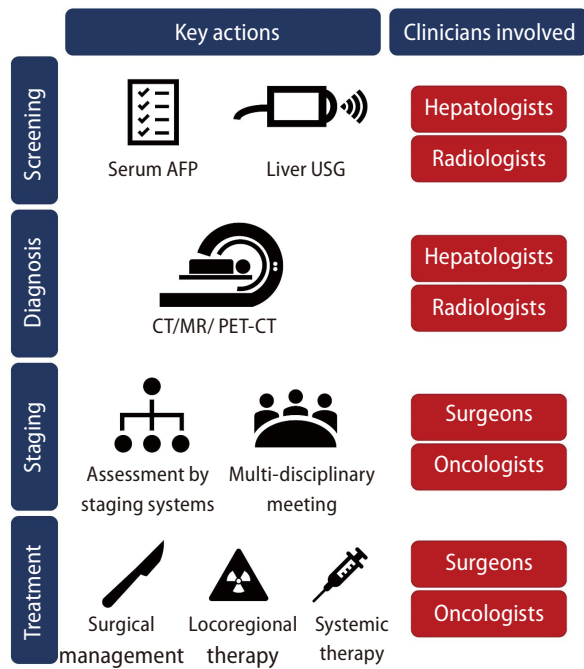 Key actions
Clinicians involved
Screening
Serum AFP
Liver USG
Hepatologists
Radiologists
Diagnosis
CT/MR/ PET-CT
Hepatologists
Radiologists
Staging
Assessment by
staging systems
Multi-disciplinary
meeting
Surgeons
Oncologists
Treatment
Surgical
management
Locoregional
therapy
Systemic
therapy
Surgeons
Oncologists